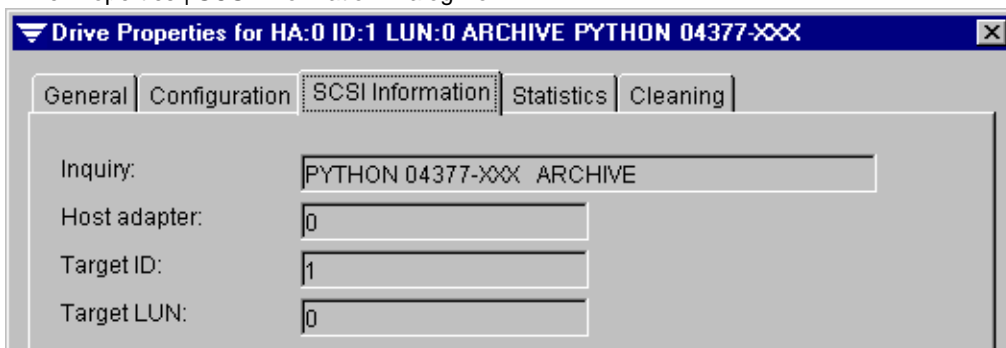 Drive Properties for HA:0 ID:1 LUN:0 ARCHIVE PYTHON 04377-XXX
General Configuration SCSI Information Statistics Cleaning
Inquiry: PYTHON 04377-XXX ARCHIVE
Host adapter: 0
Target ID: 1
Target LUN: 0